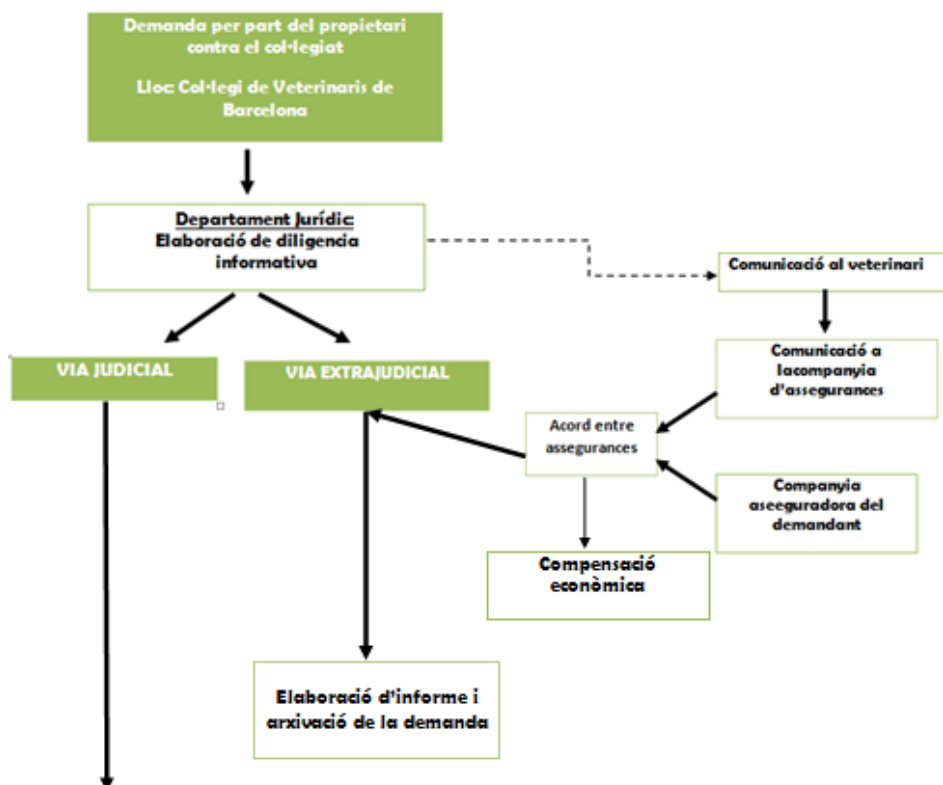 Demanda per part del propietari
contra el col·legiat
Lloc: Col·legi de Veterinaris de
Barcelona
Departament Jurídic:
Elaboració de diligencia
informativa
Comunicació al veterinari
VIA JUDICIAL
VIA EXTRAJUDICIAL
Comunicació a
lacompanyia
d'assegurances
Acord entre
assegurances
Companyia
aseeguradora del
demandant
Compensació
econòmica
Elaboració d'informe i
arxivació de la demanda